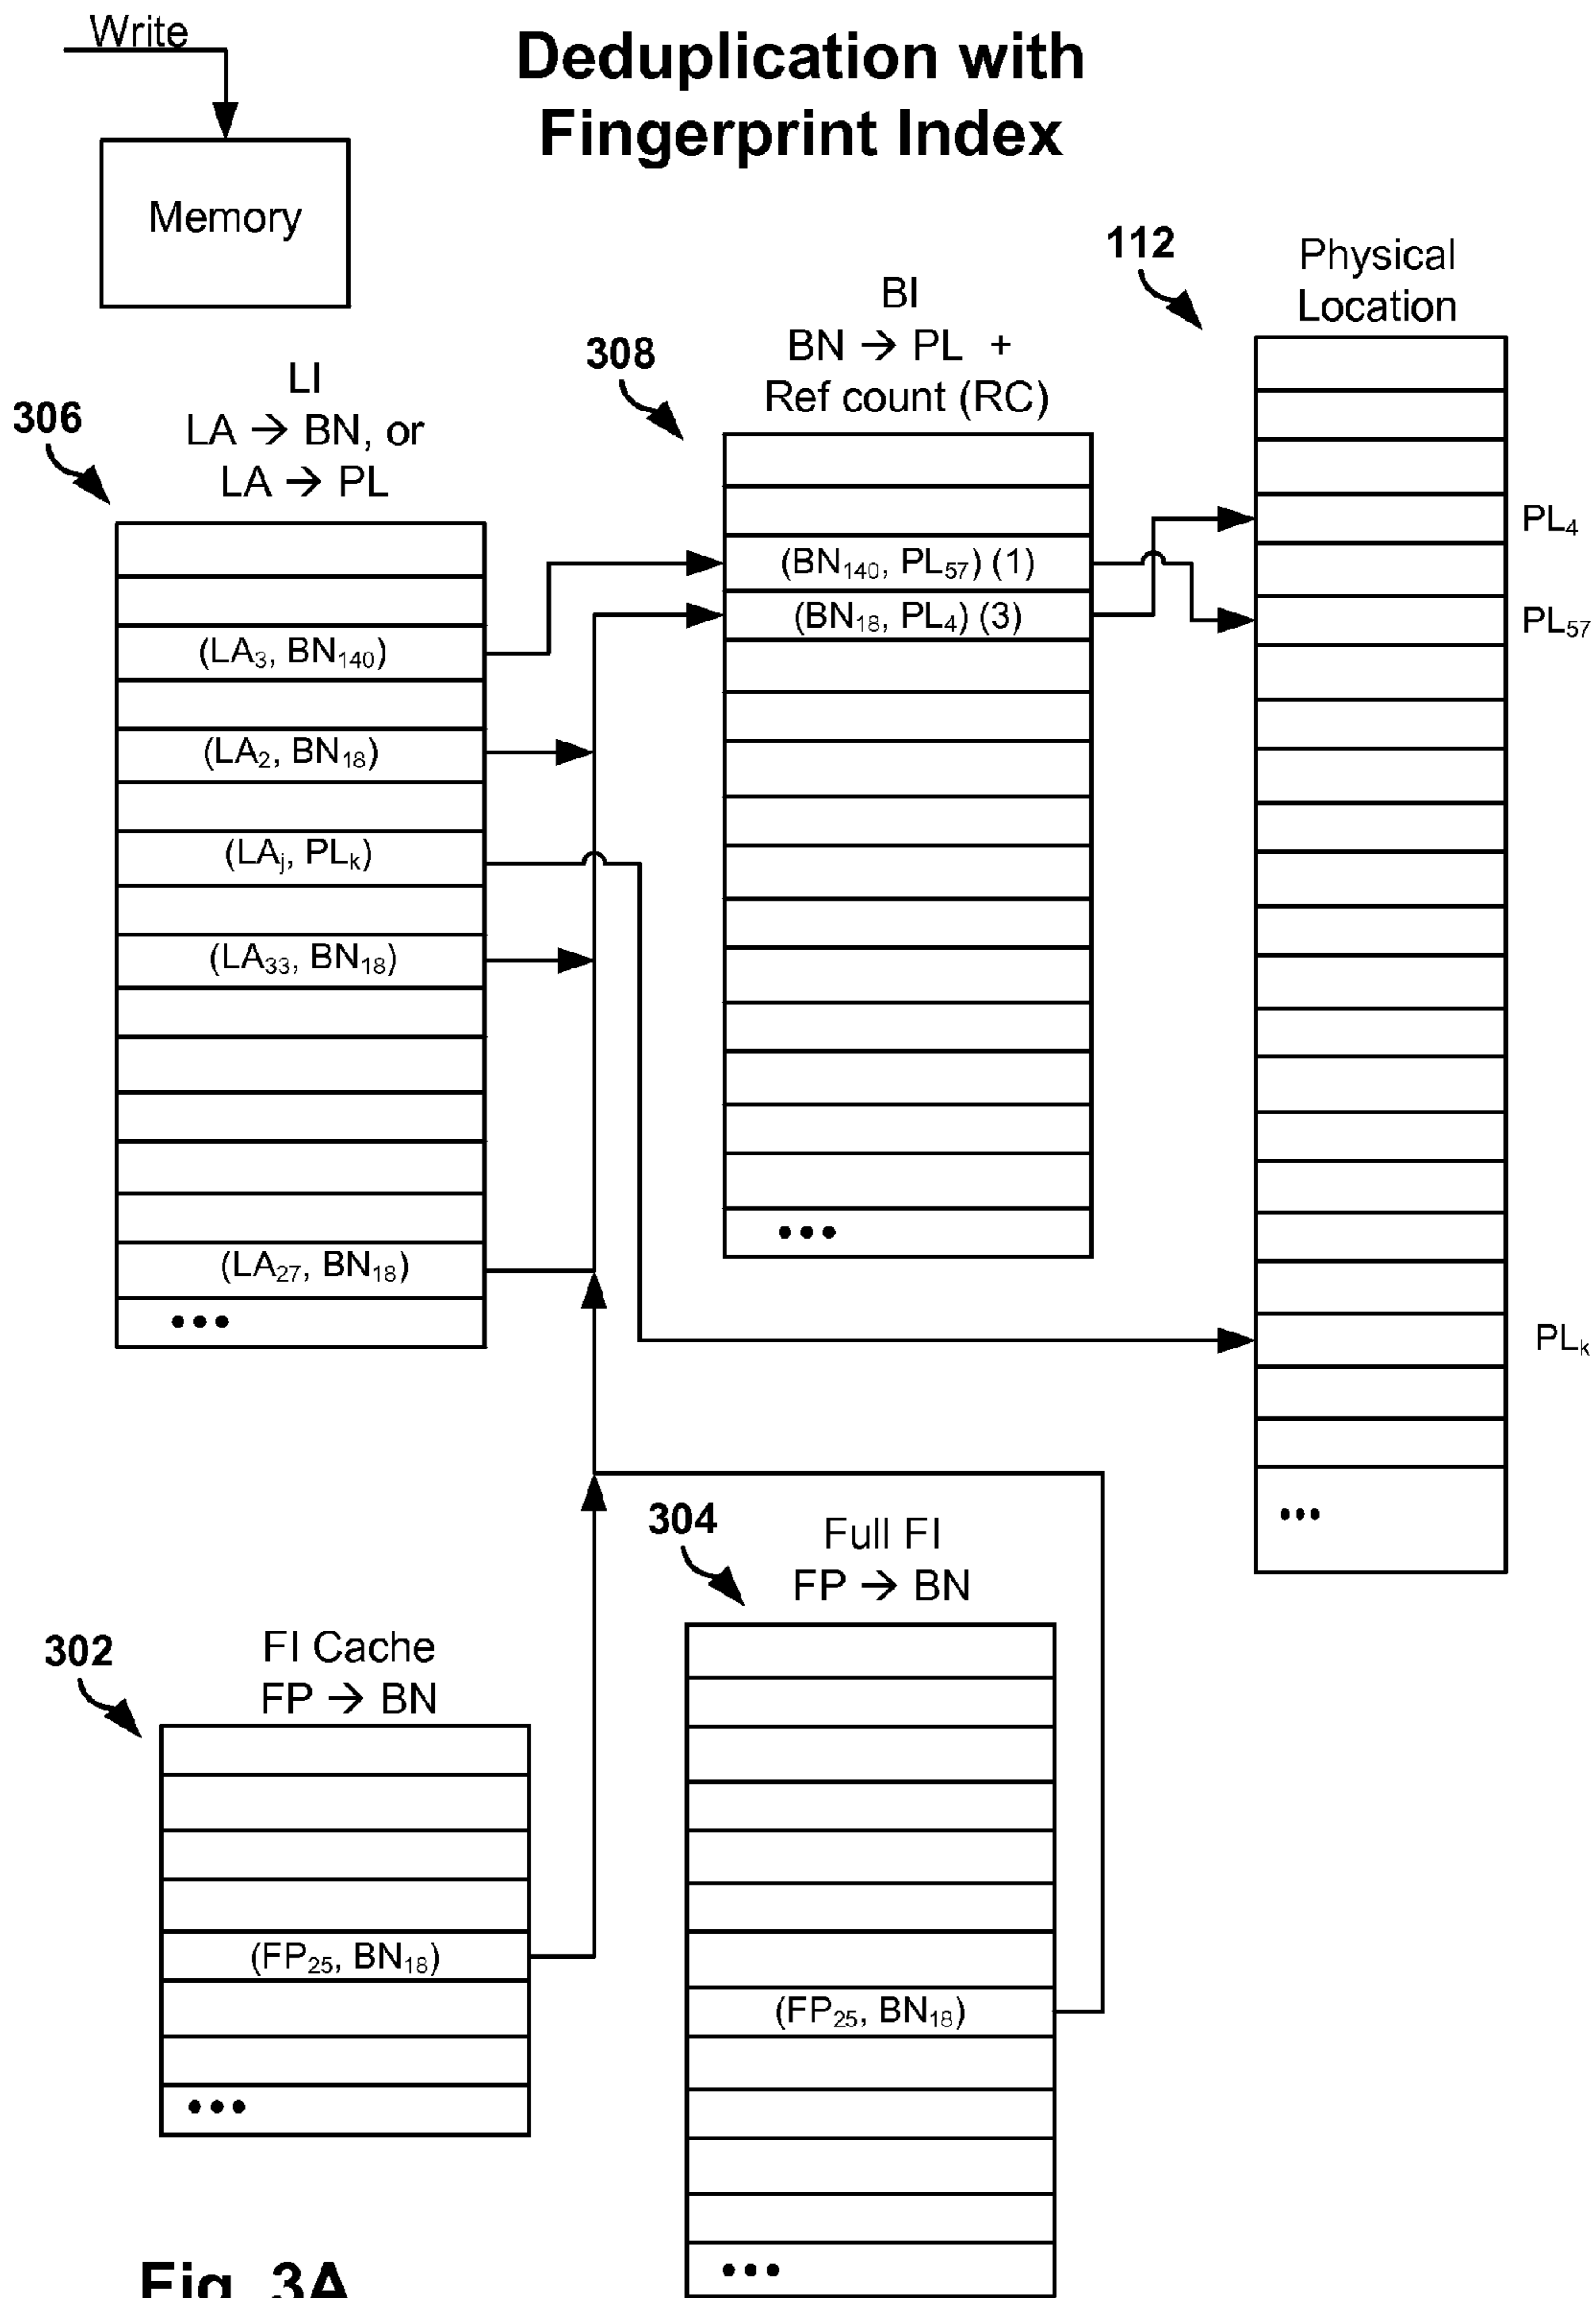 Write
Deduplication with
Fingerprint Index
Memory
112
Physical
Location
BI
BN → PL +
Ref count (RC)
308
LI
LA → BN, or
LA → PL
306
(LA3, BN140)
(LA2, BN18)
(LAj, PLk)
(LA33, BN18)
(LA27, BN18)
•••
(BN140, PL57) (1)
(BN18, PL4) (3)
•••
PL4
PL57
PLk
•••
304
Full FI
FP → BN
302
FI Cache
FP → BN
(FP25, BN18)
•••
(FP25, BN18)
•••
Fig. 3A